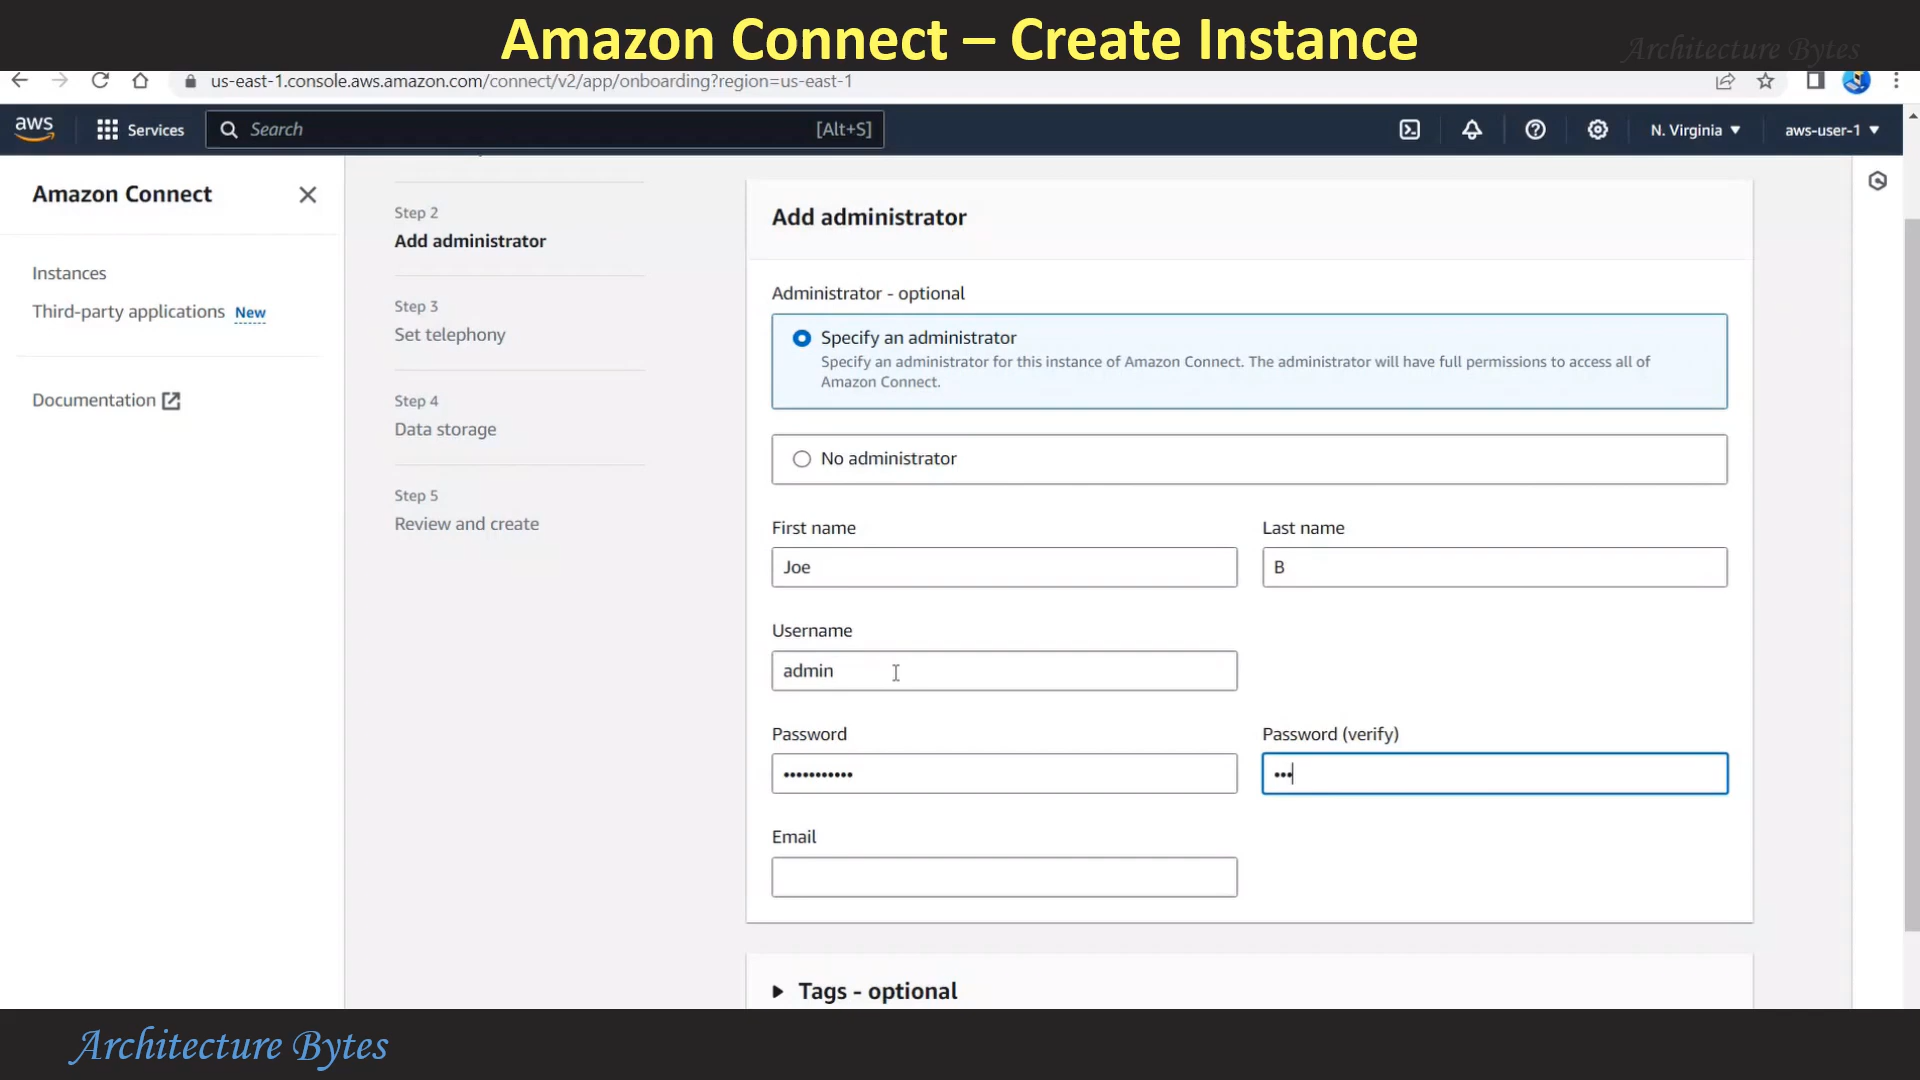 Amazon Connect – Create Instance
Architecture Bytes
us-east-1.console.aws.amazon.com/connect/v2/app/onboarding?region=us-east-1
aws
Services
Search
[Alt+S]
N. Virginia
aws-user-1
Amazon Connect
Instances
Third-party applications New
Documentation
Step 2
Add administrator
Step 3
Set telephony
Step 4
Data storage
Step 5
Review and create
Add administrator
Administrator - optional
Specify an administrator
Specify an administrator for this instance of Amazon Connect. The administrator will have full permissions to access all of
Amazon Connect.
No administrator
First name
Last name
Joe
B
Username
admin
Password
Password (verify)
•••••••••••
•••
Email
Tags - optional
Architecture Bytes